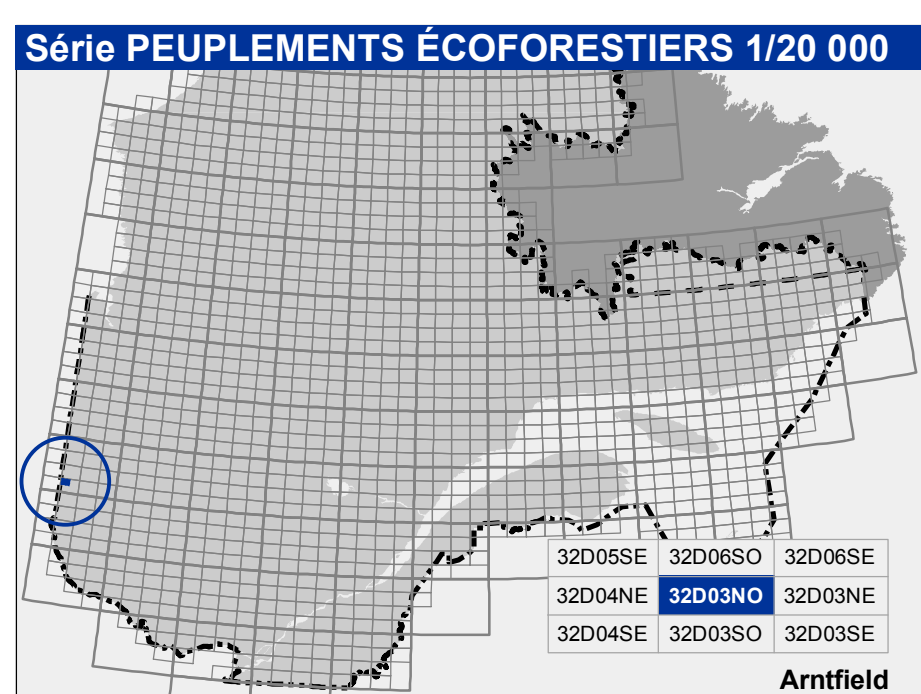 Série PEUPLEMENTS ÉCOFORESTIERS 1/20 000
32D05SE 32D06SO 32D06SE
32D04NE 32D03NO 32D03NE
32D04SE 32D03SO 32D03SE
Arntfield